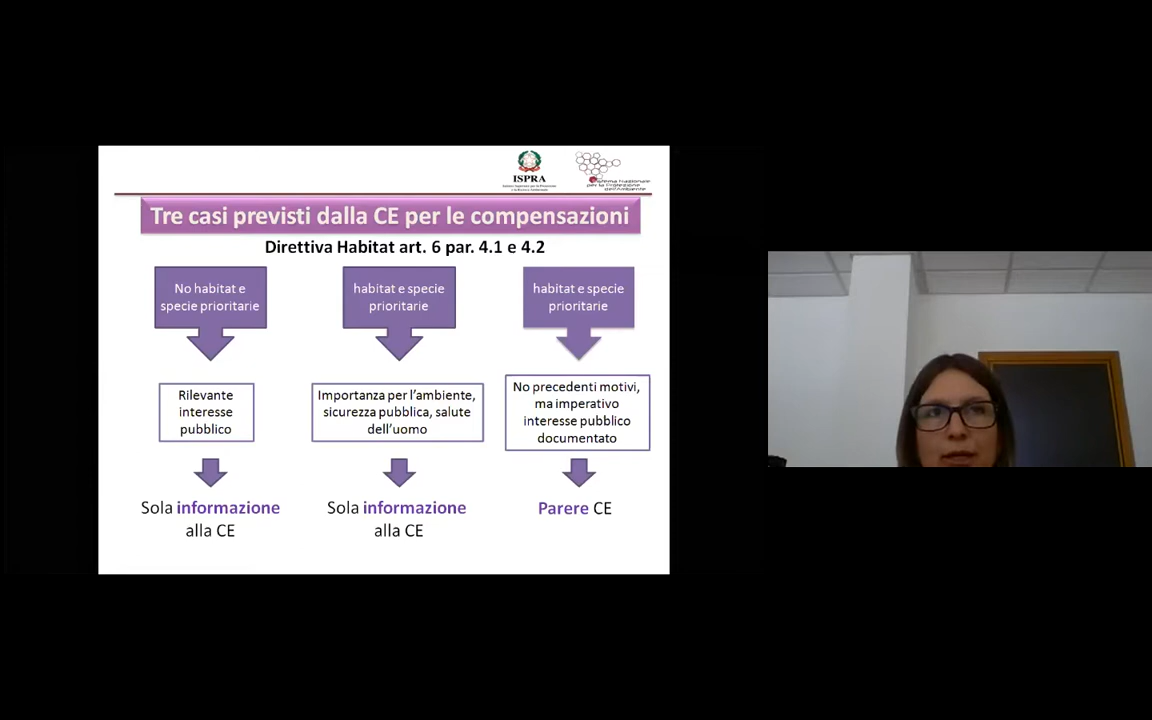 ISPRA
Tre casi previsti dalla CE per le compensazioni
Direttiva Habitat art. 6 par. 4.1 e 4.2
No habitat e
specie prioritarie
habitat e specie
prioritarie
habitat e specie
prioritarie
Rilevante
interesse
pubblico
Importanza per l'ambiente,
sicurezza pubblica, salute
dell'uomo
No precedenti motivi,
ma imperativo
interesse pubblico
documentato
Sola informazione
alla CE
Sola informazione
alla CE
Parere CE